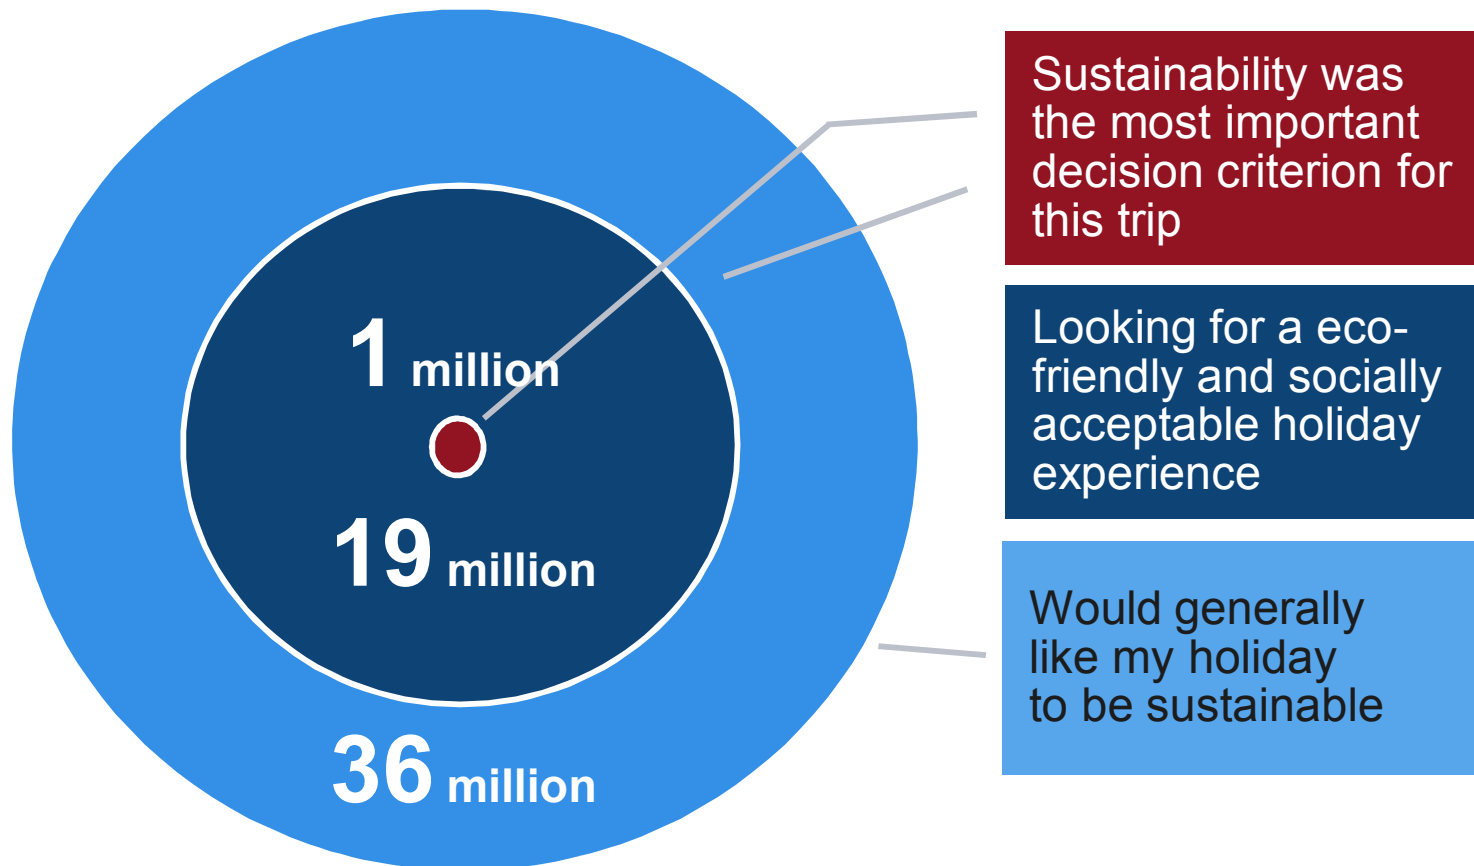 1 million
19 million
36 million
Sustainability was
the most important
decision criterion for
this trip
Looking for a eco-
friendly and socially
acceptable holiday
experience
Would generally
like my holiday
to be sustainable